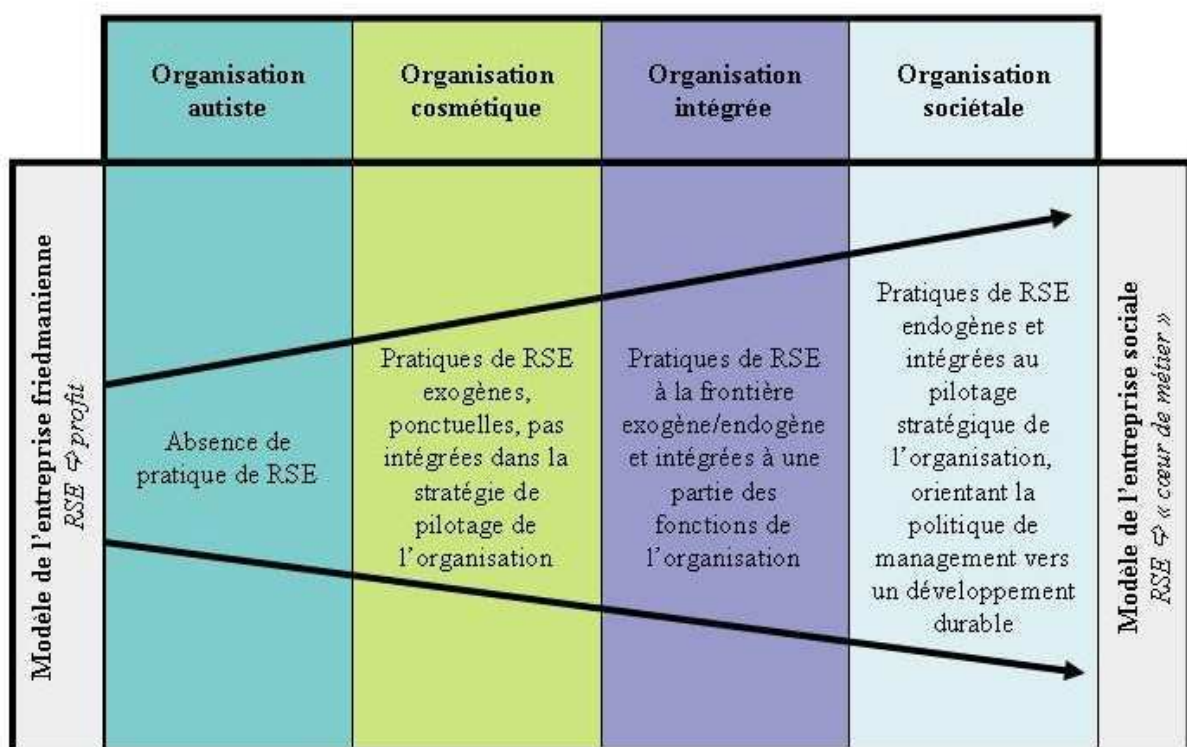 Organisation
autiste
Organisation
cosmétique
Organisation
intégrée
Organisation
sociétale
Modèle de l'entreprise friedmanienne
RSE ➪ profit
Absence de
pratique de RSE
Pratiques de RSE
exogènes,
ponctuelles, pas
intégrées dans la
stratégie de
pilotage de
l'organisation
Pratiques de RSE
à la frontière
exogène/endogène
et intégrées à une
partie des
fonctions de
l'organisation
Pratiques de RSE
endogènes et
intégrées au
pilotage
stratégique de
l'organisation,
orientant la
politique de
management vers
un développement
durable
Modèle de l'entreprise sociale
RSE ➪ « cœur de métier »